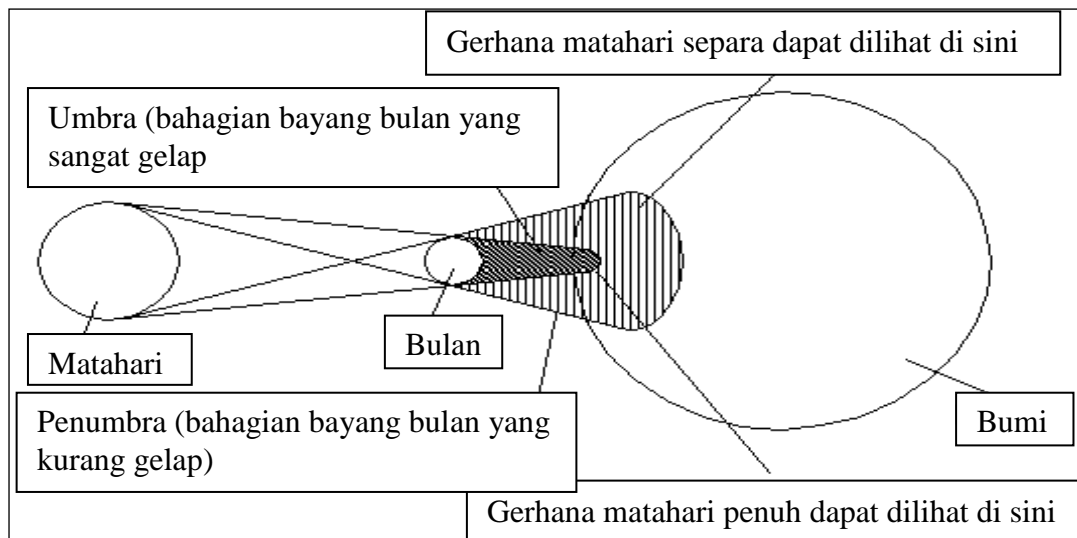 Gerhana matahari separa dapat dilihat di sini
Umbra (bahagian bayang bulan yang
sangat gelap
Matahari
Bulan
Penumbra (bahagian bayang bulan yang
kurang gelap)
Bumi
Gerhana matahari penuh dapat dilihat di sini